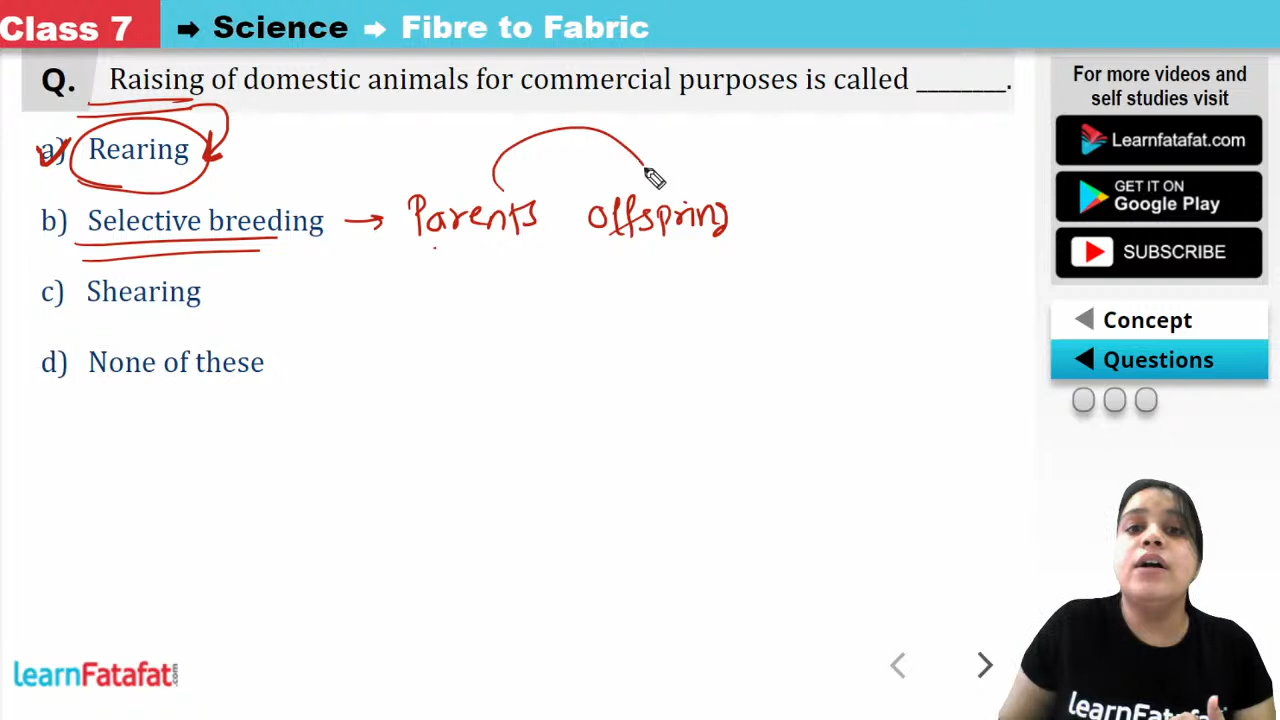 Class 7 ➡ Science ➡ Fibre to Fabric
Q. Raising of domestic animals for commercial purposes is called ______.
a) Rearing
b) Selective breeding → Parents Offspring
c) Shearing
d) None of these
For more videos and
self studies visit
Learnfatafat.com
GET IT ON
Google Play
SUBSCRIBE
Concept
Questions
learnFatafat.com
learnFatafat